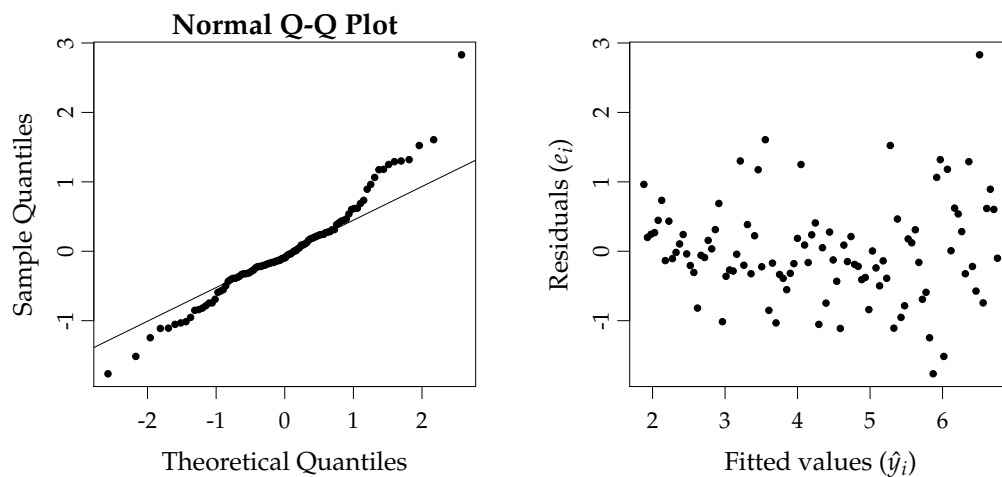 Normal Q-Q Plot
3
2
1
0
-1
Sample Quantiles
-2 -1 0 1 2
Theoretical Quantiles
3
2
1
0
-1
Residuals (eᵢ)
2 3 4 5 6
Fitted values (ŷᵢ)